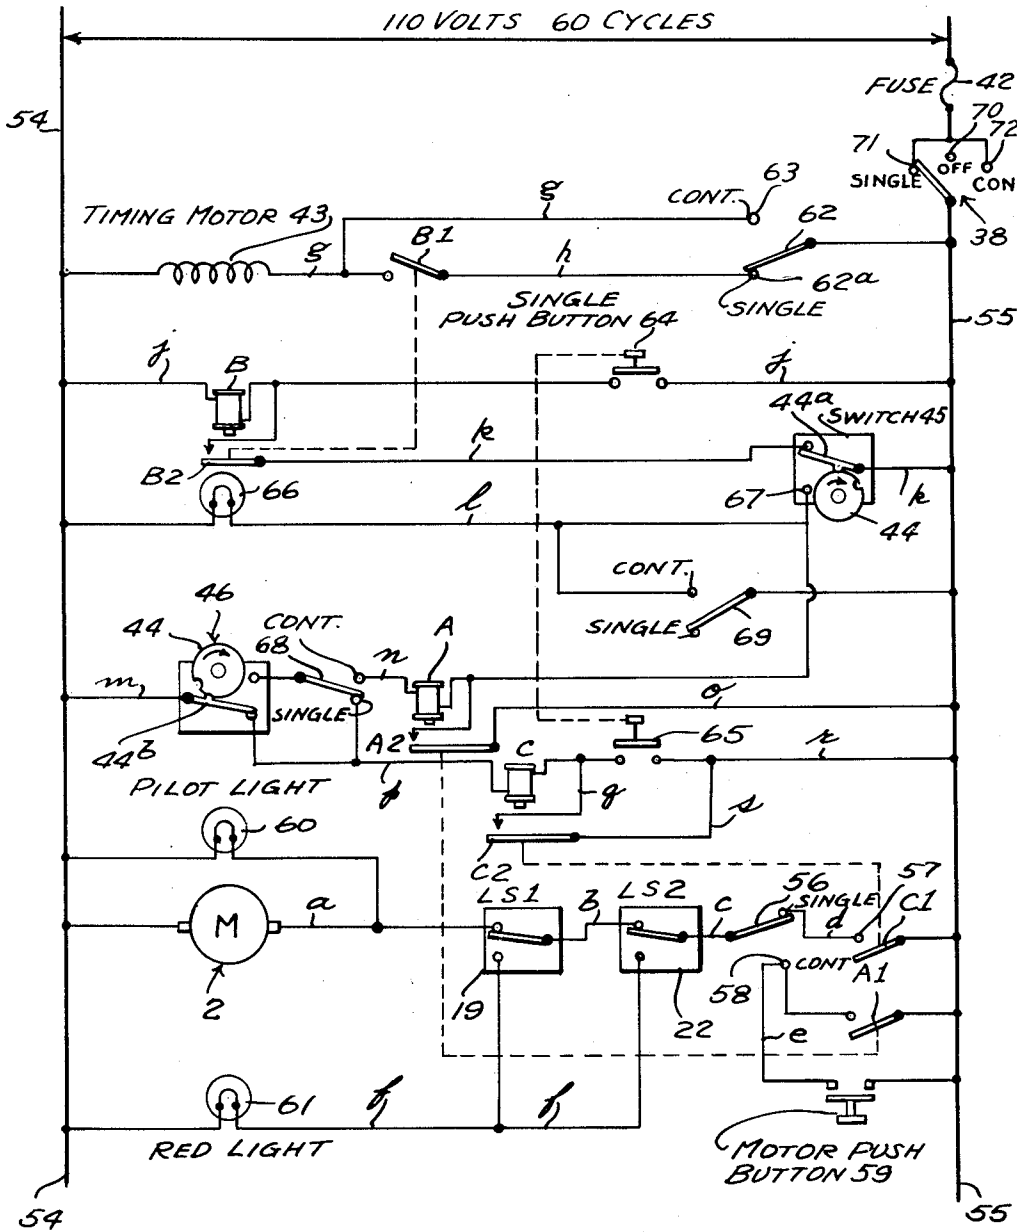 110 VOLTS 60 CYCLES
FUSE 42
54
70
72
71
OFF
SINGLE
CON
38
63
CONT.
g
62
TIMING MOTOR 43
B1
g
h
62a
SINGLE
SINGLE
PUSH BUTTON 64
55
j
B
j
44a
SWITCH 45
k
B2
66
67
k
l
44
CONT.
46
CONT.
44
68
A
SINGLE
69
n
m
o
SINGLE
A2
65
r
44b
C
p
q
PILOT LIGHT
s
60
C2
57
LS1
LS2
56
SINGLE
C1
a
b
c
d
M
58
CONT
A1
2
19
22
e
61
f
f
RED LIGHT
MOTOR PUSH
BUTTON 59
54
55